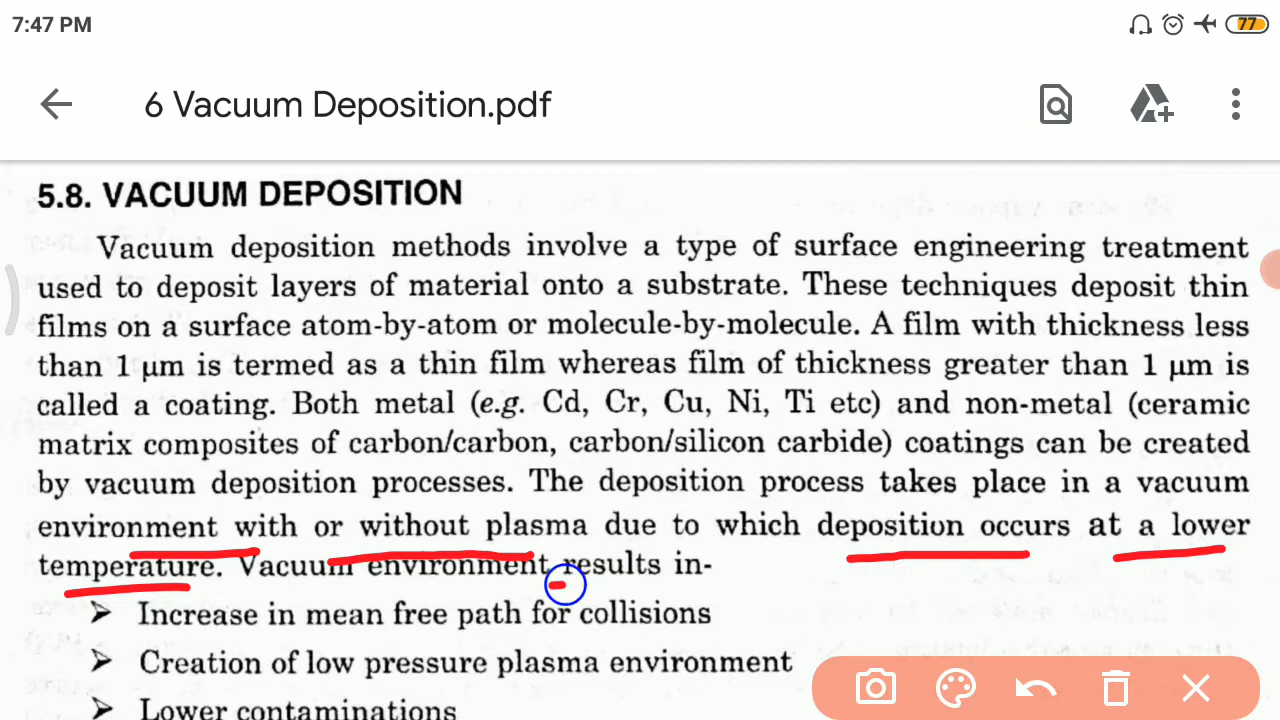 7:47 PM
77
6 Vacuum Deposition.pdf
5.8. VACUUM DEPOSITION
Vacuum deposition methods involve a type of surface engineering treatment
used to deposit layers of material onto a substrate. These techniques deposit thin
films on a surface atom-by-atom or molecule-by-molecule. A film with thickness less
than 1 μm is termed as a thin film whereas film of thickness greater than 1 μm is
called a coating. Both metal (e.g. Cd, Cr, Cu, Ni, Ti etc) and non-metal (ceramic
matrix composites of carbon/carbon, carbon/silicon carbide) coatings can be created
by vacuum deposition processes. The deposition process takes place in a vacuum
environment with or without plasma due to which deposition occurs at a lower
temperature. Vacuum environment results in-
➢ Increase in mean free path for collisions
➢ Creation of low pressure plasma environment
➢ Lower contaminations